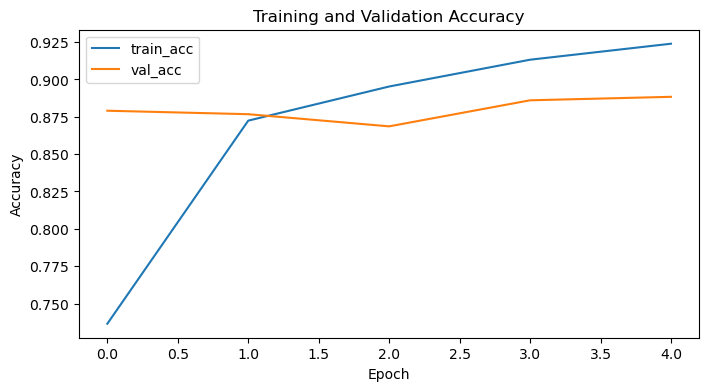 Training and Validation Accuracy
train_acc
val_acc
Accuracy
0.925
0.900
0.875
0.850
0.825
0.800
0.775
0.750
0.0 0.5 1.0 1.5 2.0 2.5 3.0 3.5 4.0
Epoch